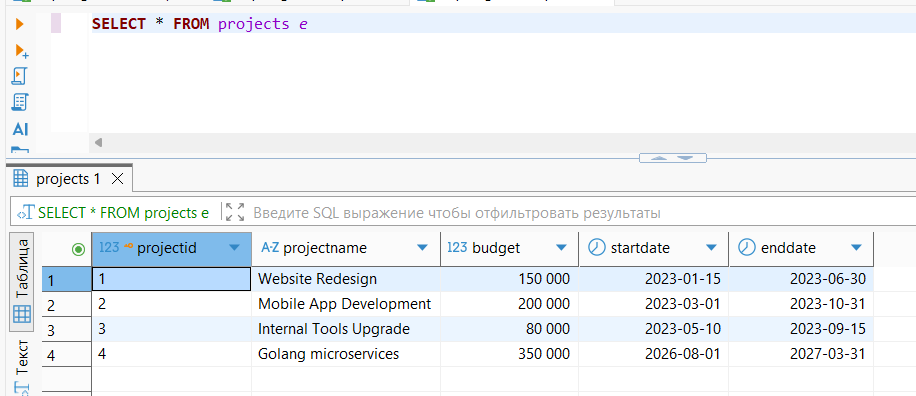 SELECT * FROM projects e
AI
projects 1
SELECT * FROM projects e
Введите SQL выражение чтобы отфильтровать результаты
Таблица
Текст
123 projectid A-Z projectname 123 budget startdate enddate
1 1 Website Redesign 150 000 2023-01-15 2023-06-30
2 2 Mobile App Development 200 000 2023-03-01 2023-10-31
3 3 Internal Tools Upgrade 80 000 2023-05-10 2023-09-15
4 4 Golang microservices 350 000 2026-08-01 2027-03-31